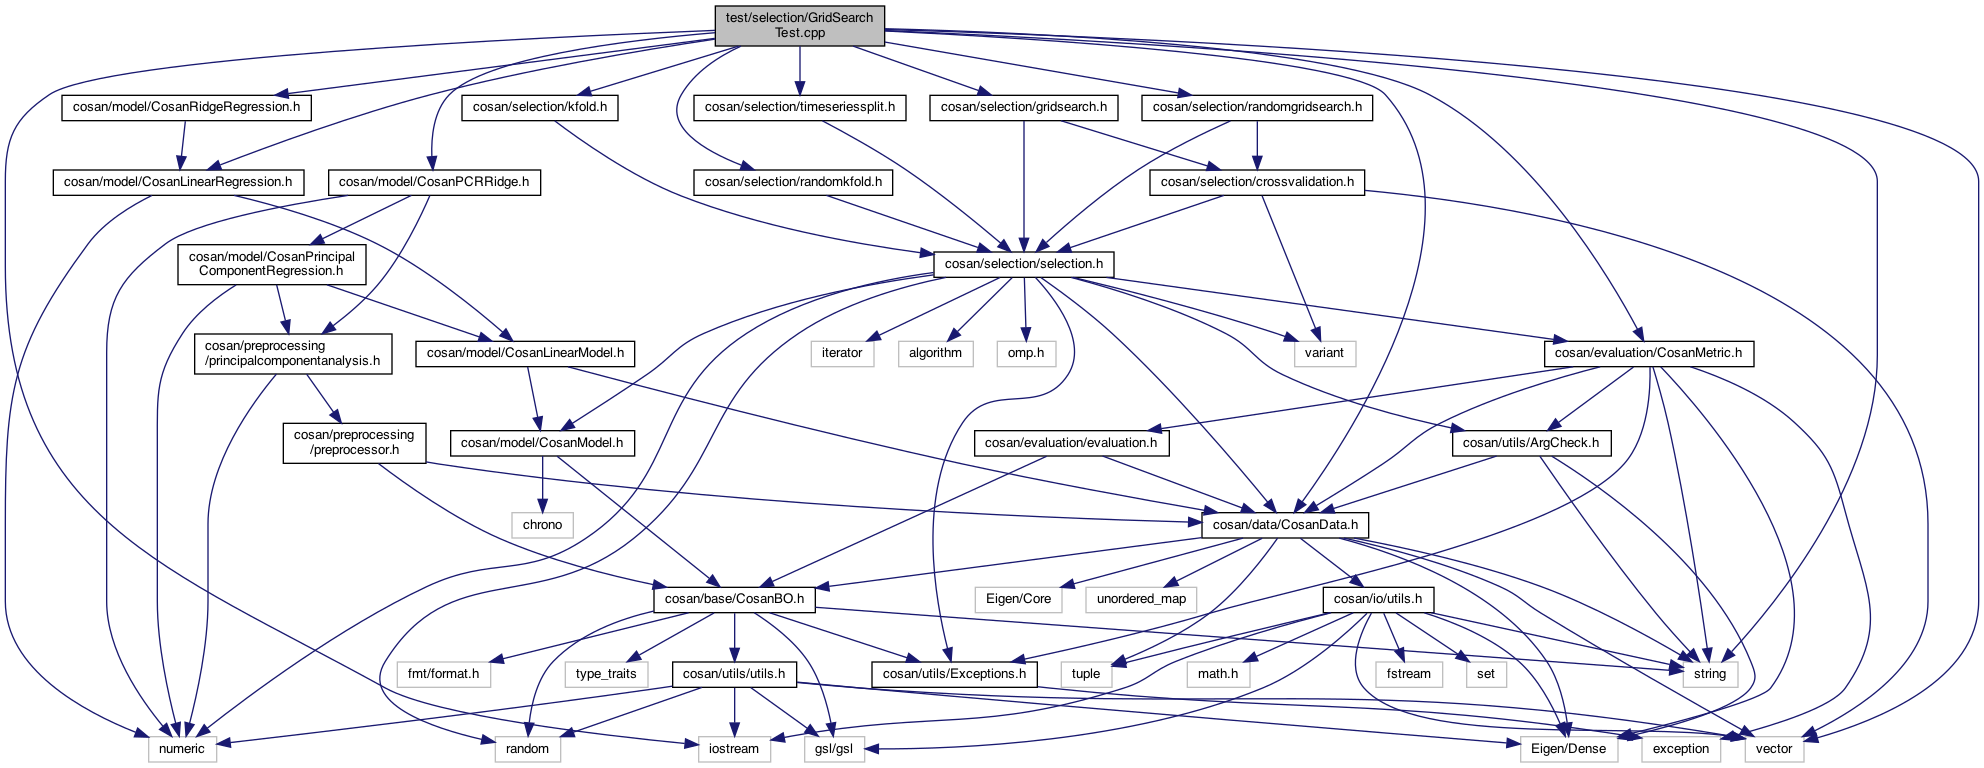 test/selection/GridSearch
Test.cpp
cosan/model/CosanRidgeRegression.h
cosan/selection/kfold.h
cosan/selection/timeseriessplit.h
cosan/selection/gridsearch.h
cosan/selection/randomgridsearch.h
cosan/model/CosanLinearRegression.h
cosan/model/CosanPCRRidge.h
cosan/selection/randomkfold.h
cosan/selection/crossvalidation.h
cosan/model/CosanPrincipal
ComponentRegression.h
cosan/selection/selection.h
cosan/preprocessing
/principalcomponentanalysis.h
cosan/model/CosanLinearModel.h
iterator
algorithm
omp.h
variant
cosan/evaluation/CosanMetric.h
cosan/preprocessing
/preprocessor.h
cosan/model/CosanModel.h
cosan/evaluation/evaluation.h
cosan/utils/ArgCheck.h
chrono
cosan/data/CosanData.h
cosan/base/CosanBO.h
Eigen/Core
unordered_map
cosan/io/utils.h
fmt/format.h
type_traits
cosan/utils/utils.h
cosan/utils/Exceptions.h
tuple
math.h
fstream
set
string
numeric
random
iostream
gsl/gsl
Eigen/Dense
exception
vector